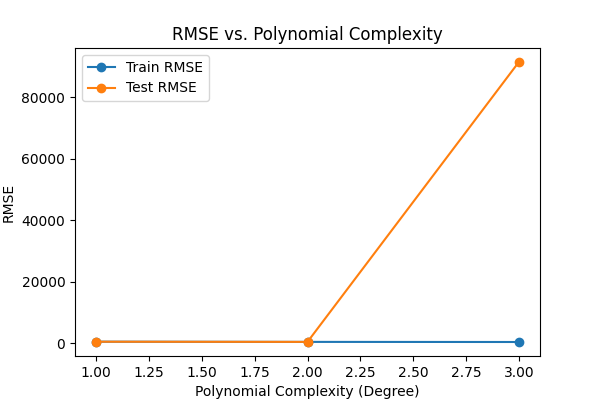 RMSE vs. Polynomial Complexity
Train RMSE
Test RMSE
RMSE
80000
60000
40000
20000
0
1.00 1.25 1.50 1.75 2.00 2.25 2.50 2.75 3.00
Polynomial Complexity (Degree)